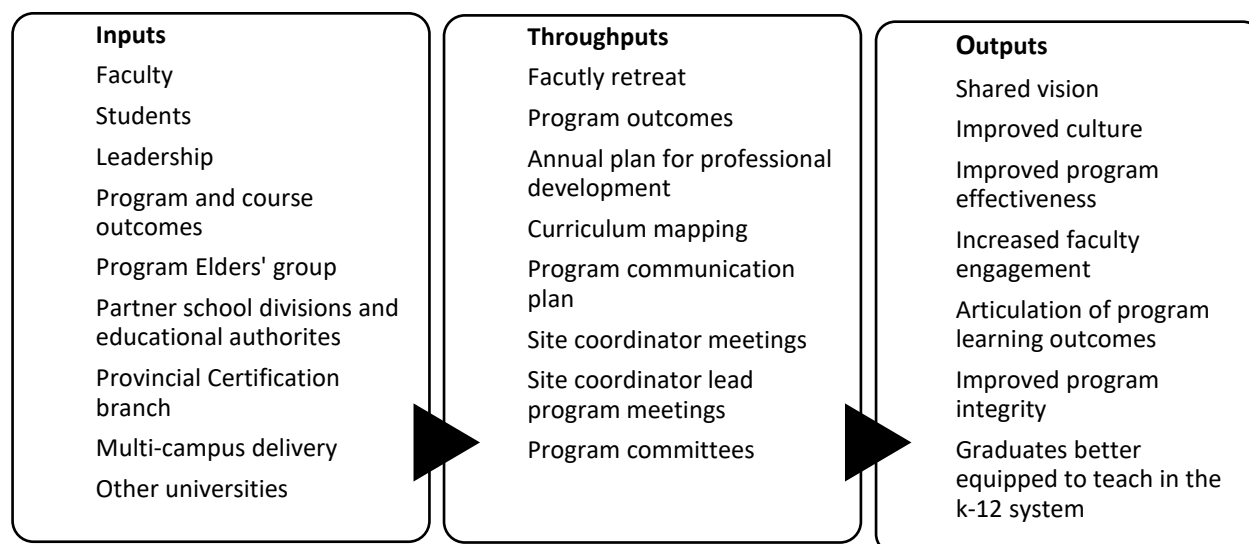 Inputs
Faculty
Students
Leadership
Program and course
outcomes
Program Elders' group
Partner school divisions and
educational authorites
Provincial Certification
branch
Multi-campus delivery
Other universities
Throughputs
Facutly retreat
Program outcomes
Annual plan for professional
development
Curriculum mapping
Program communication
plan
Site coordinator meetings
Site coordinator lead
program meetings
Program committees
Outputs
Shared vision
Improved culture
Improved program
effectiveness
Increased faculty
engagement
Articulation of program
learning outcomes
Improved program
integrity
Graduates better
equipped to teach in the
k-12 system